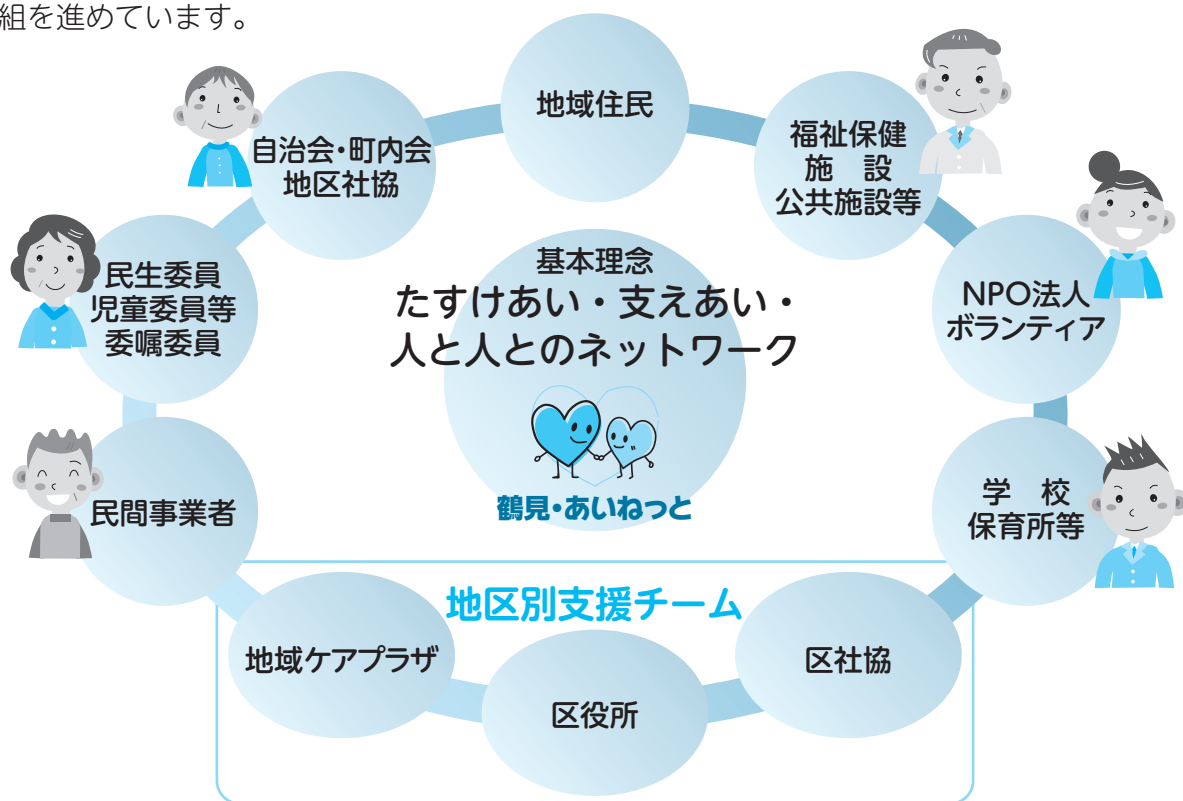 組を進めています。
地域住民
自治会・町内会
地区社協
福祉保健
施　設
公共施設等
民生委員
児童委員等
委嘱委員
基本理念
たすけあい・支えあい・
人と人とのネットワーク
鶴見・あいねっと
NPO法人
ボランティア
民間事業者
学　校
保育所等
地区別支援チーム
地域ケアプラザ
区役所
区社協